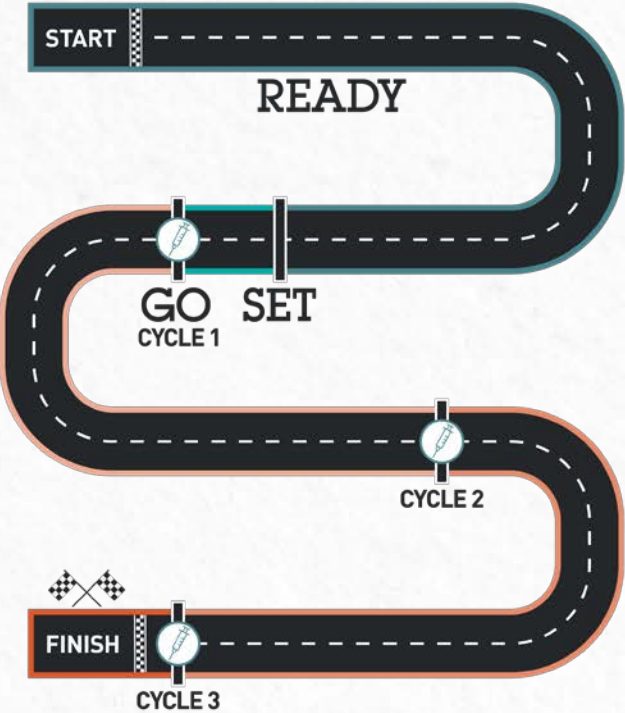 START
READY
GO SET
CYCLE 1
CYCLE 2
FINISH
CYCLE 3